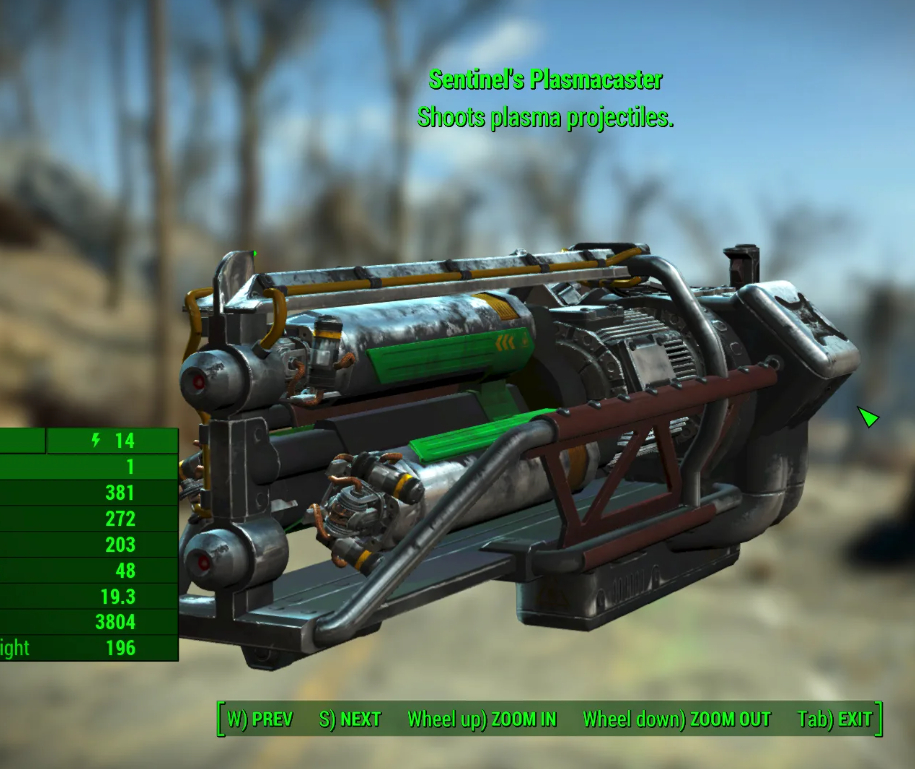 Sentinel's Plasmacaster
Shoots plasma projectiles.
14
1
381
272
203
48
19.3
3804
ight 196
W) PREV S) NEXT Wheel up) ZOOM IN Wheel down) ZOOM OUT Tab) EXIT